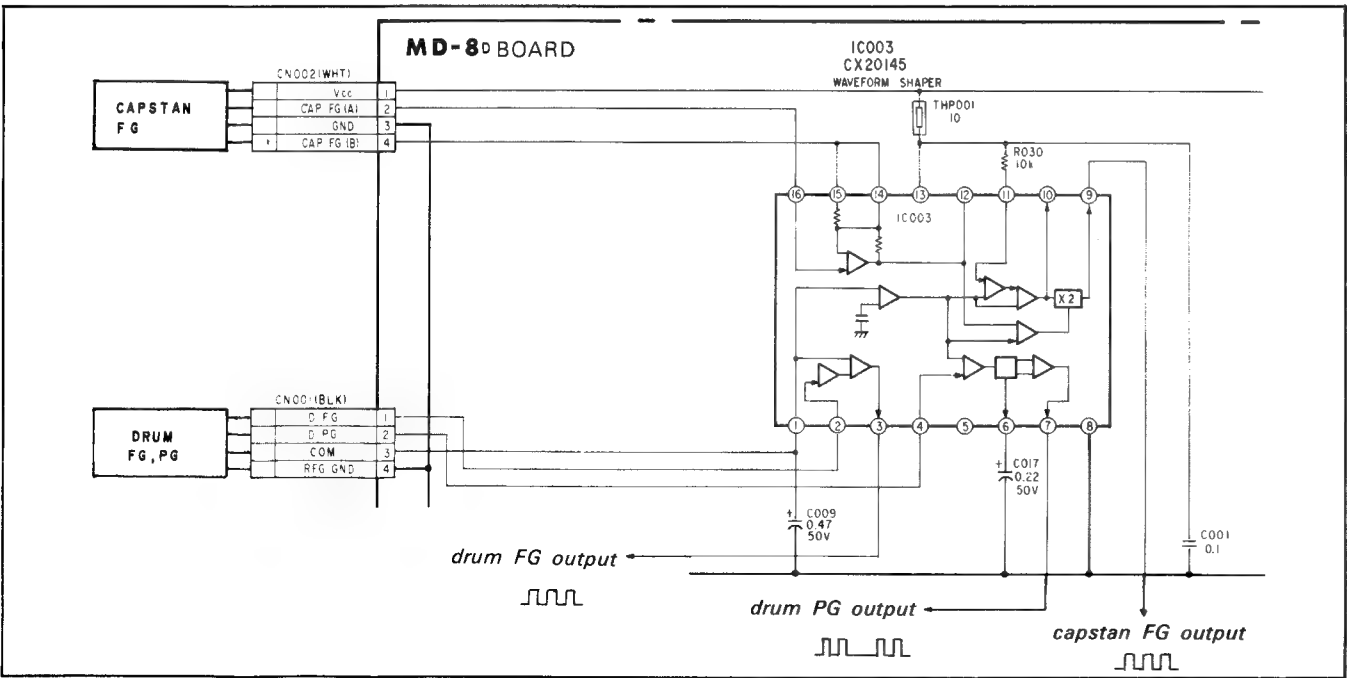 MD-8D BOARD
IC003
CX20145
WAVEFORM SHAPER
CN002(WHT)
Vcc 1
CAP FG(A) 2
GND 3
CAP FG(B) 4
CAPSTAN
FG
THP001
10
R030
10k
16 15 14 13 12 11 10 9
IC003
X2
1 2 3 4 5 6 7 8
CN001(BLK)
D FG 1
D PG 2
COM 3
RFG GND 4
DRUM
FG, PG
+ C009
0.47
50V
+ C017
0.22
50V
C001
0.1
drum FG output
drum PG output
capstan FG output